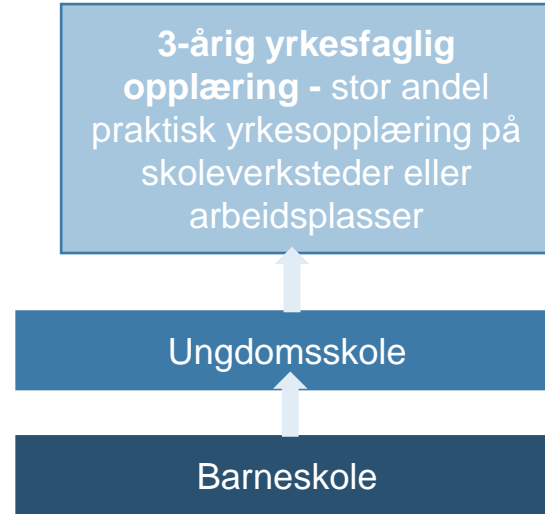 3-årig yrkesfaglig
opplæring - stor andel
praktisk yrkesopplæring på
skoleverksteder eller
arbeidsplasser
Ungdomsskole
Barneskole